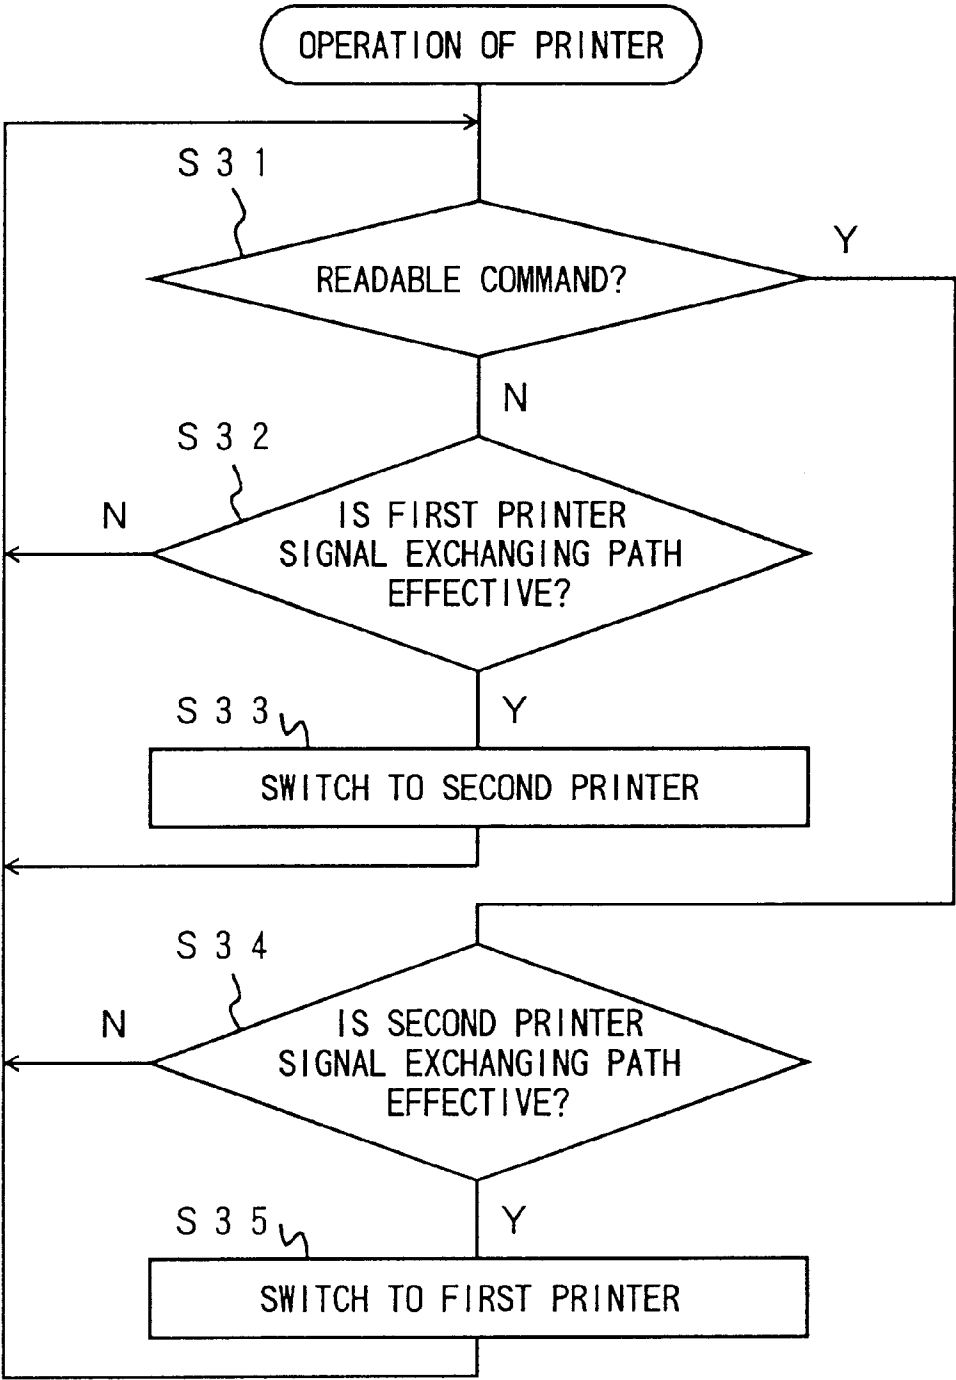 OPERATION OF PRINTER
S31
Y
READABLE COMMAND?
N
S32
N
IS FIRST PRINTER
SIGNAL EXCHANGING PATH
EFFECTIVE?
S33
Y
SWITCH TO SECOND PRINTER
S34
N
IS SECOND PRINTER
SIGNAL EXCHANGING PATH
EFFECTIVE?
S35
Y
SWITCH TO FIRST PRINTER